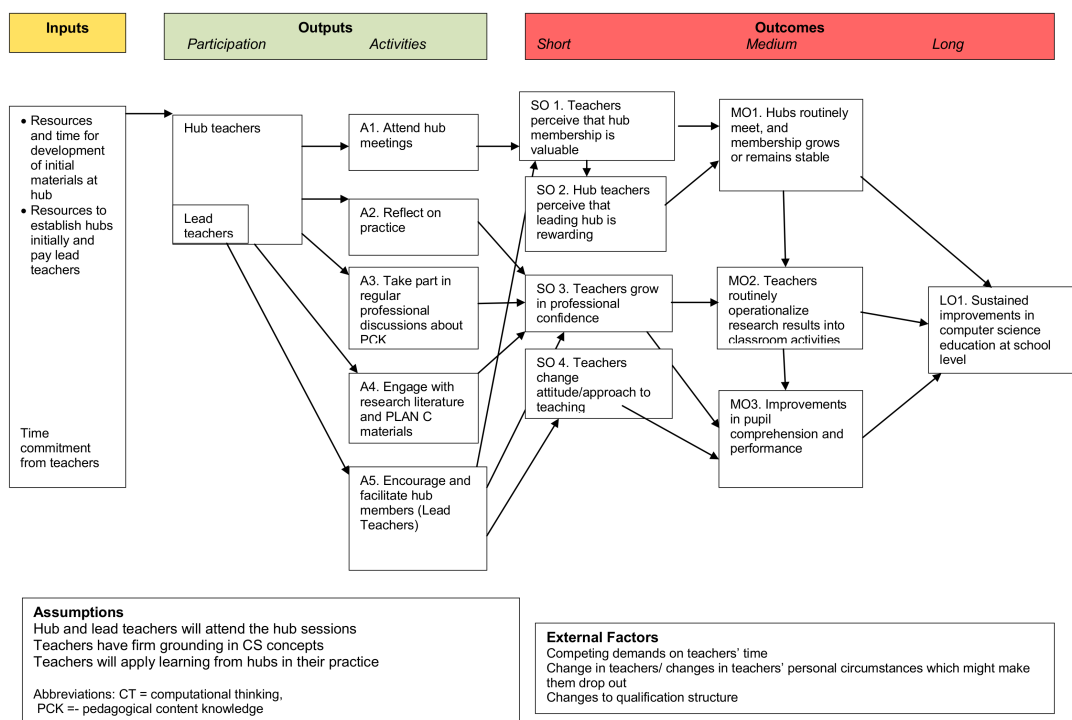 Inputs
Outputs
Participation Activities
Outcomes
Short Medium Long
• Resources
and time for
development
of initial
materials at
hub
• Resources to
establish hubs
initially and
pay lead
teachers
Time
commitment
from teachers
Hub teachers
Lead
teachers
A1. Attend hub
meetings
A2. Reflect on
practice
A3. Take part in
regular
professional
discussions about
PCK
A4. Engage with
research literature
and PLAN C
materials
A5. Encourage and
facilitate hub
members (Lead
Teachers)
SO 1. Teachers
perceive that hub
membership is
valuable
SO 2. Hub teachers
perceive that
leading hub is
rewarding
SO 3. Teachers grow
in professional
confidence
SO 4. Teachers
change
attitude/approach to
teaching
MO1. Hubs routinely
meet, and
membership grows
or remains stable
MO2. Teachers
routinely
operationalize
research results into
classroom activities
MO3. Improvements
in pupil
comprehension and
performance
LO1. Sustained
improvements in
computer science
education at school
level
Assumptions
Hub and lead teachers will attend the hub sessions
Teachers have firm grounding in CS concepts
Teachers will apply learning from hubs in their practice
Abbreviations: CT = computational thinking,
PCK =- pedagogical content knowledge
External Factors
Competing demands on teachers' time
Change in teachers/ changes in teachers' personal circumstances which might make
them drop out
Changes to qualification structure